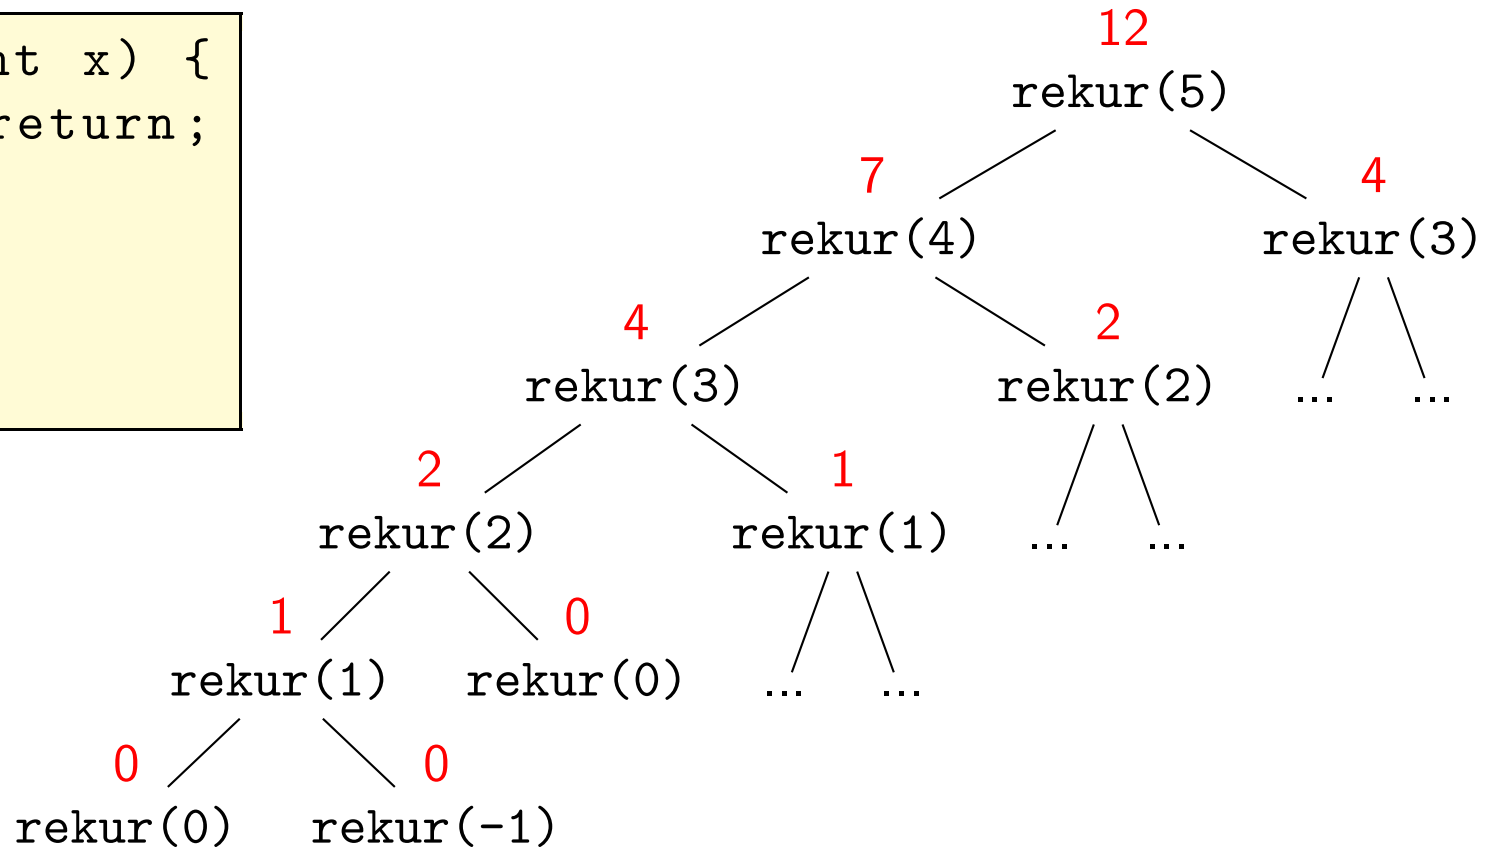 nt x) {
return;
12
rekur(5)
7 4
rekur(4) rekur(3)
4 2
rekur(3) rekur(2) ... ...
2 1
rekur(2) rekur(1) ... ...
1 0
rekur(1) rekur(0) ... ...
0 0
rekur(0) rekur(-1)